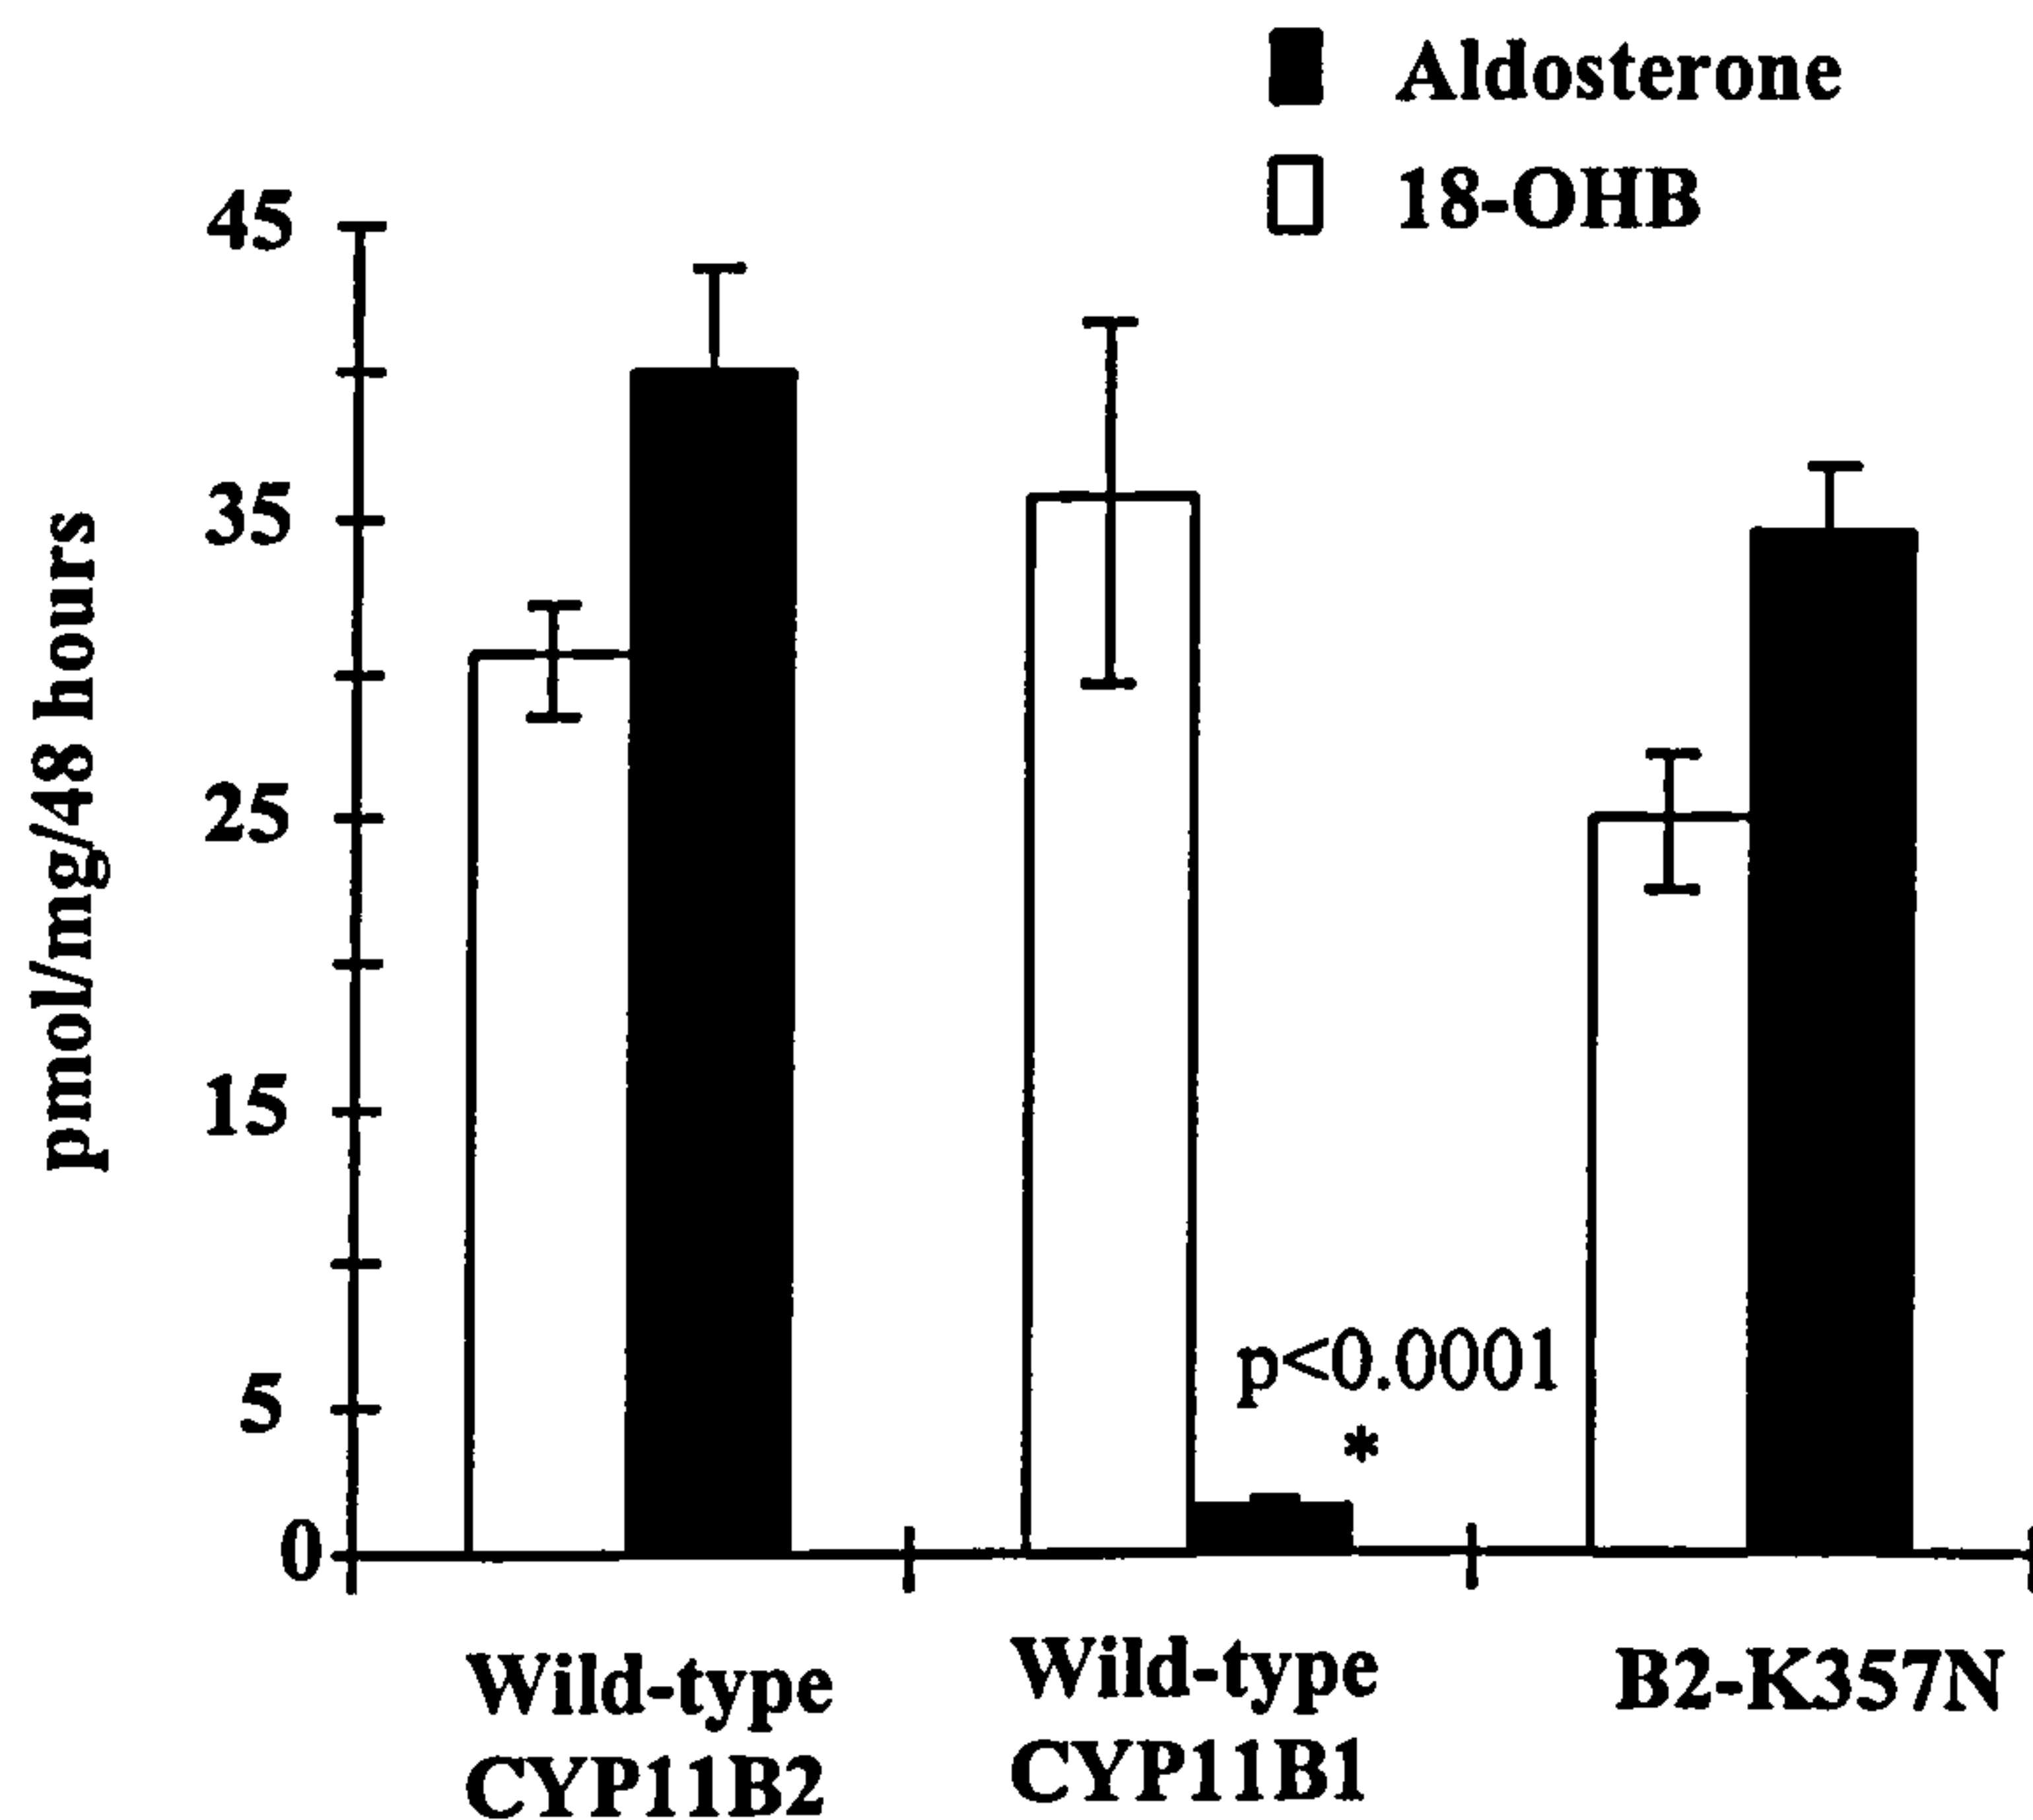 Aldosterone
18-OHB
45
35
25
15
5
0
pmol/mg/48 hours
p<0.0001
*
Wild-type
CYP11B2
Wild-type
CYP11B1
B2-K357N